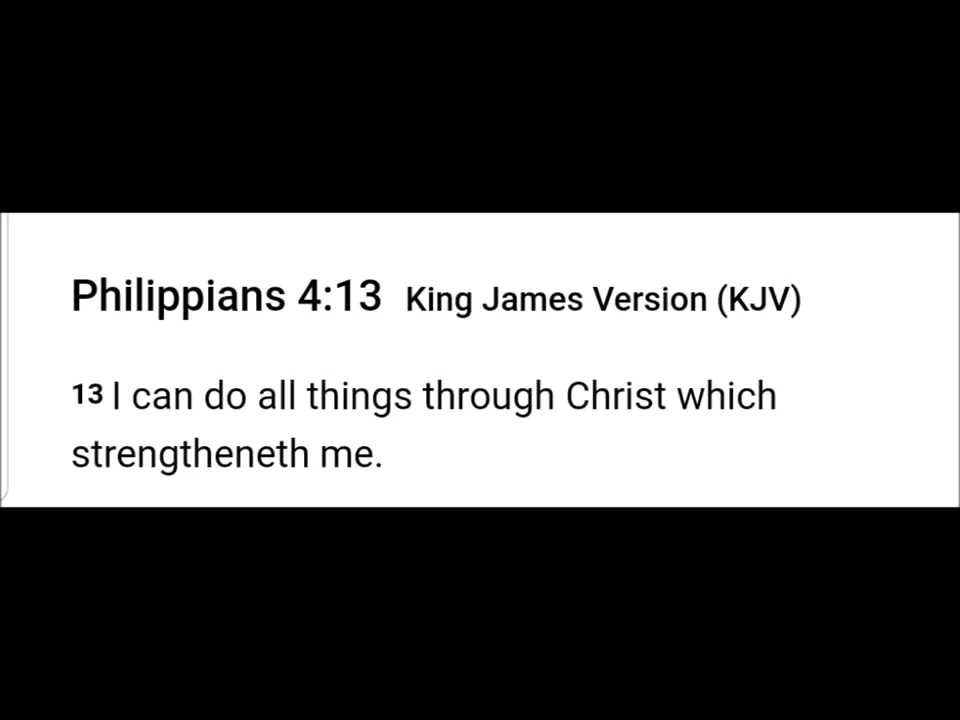 Philippians 4:13 King James Version (KJV)
13 I can do all things through Christ which
strengtheneth me.